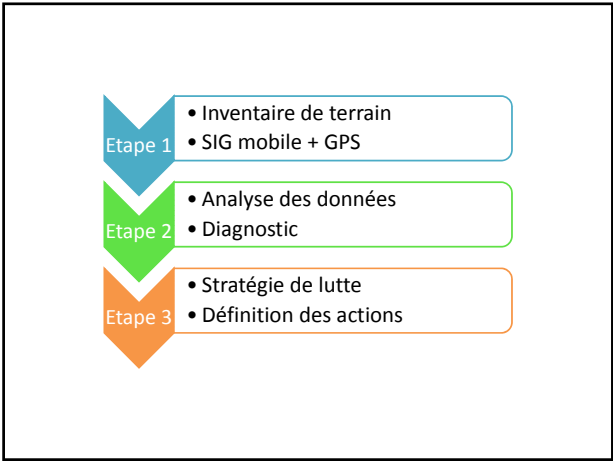 Etape 1
• Inventaire de terrain
• SIG mobile + GPS
Etape 2
• Analyse des données
• Diagnostic
Etape 3
• Stratégie de lutte
• Définition des actions